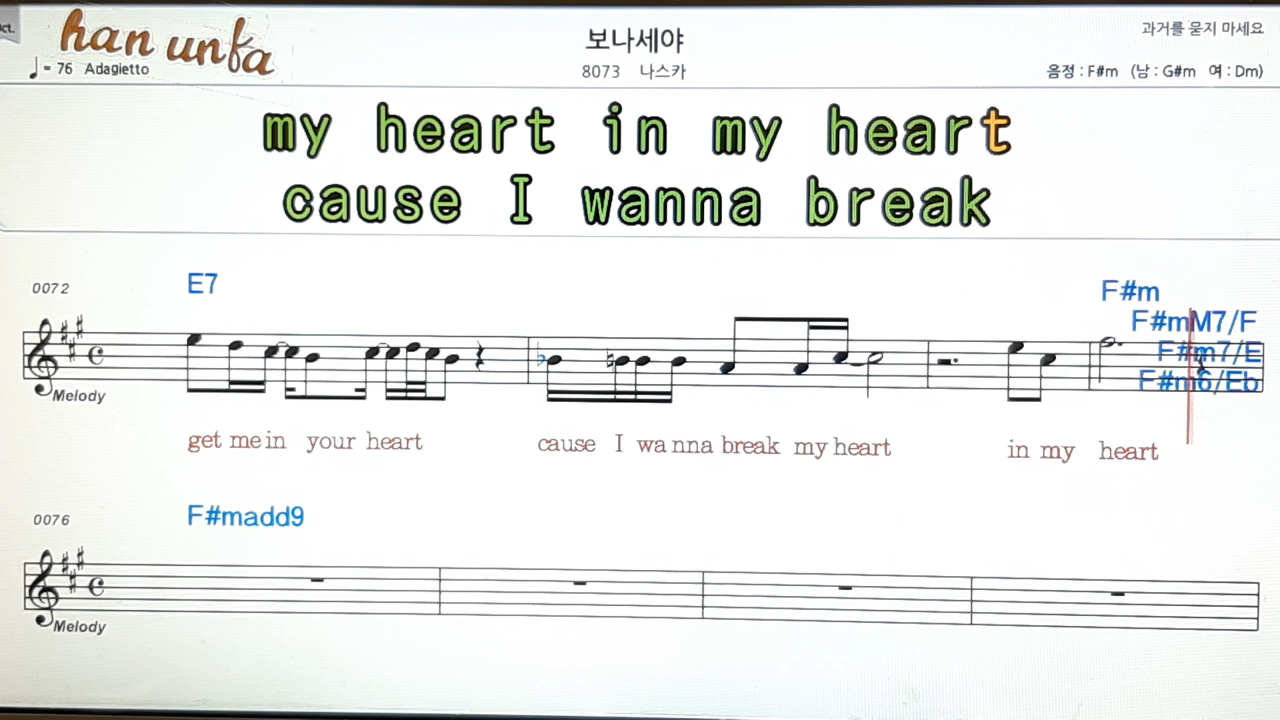 Oct.
han unfa
♩= 76 Adagietto
보나세야
8073 나스카
과거를 묻지 마세요
음정 : F#m (남 : G#m 여 : Dm)
my heart in my heart
cause I wanna break
0072
E7
F#m
F#mM7/F
F#m7/E
F#m6/Eb
Melody
get me in your heart cause I wa nna break my heart in my heart
0076
F#madd9
Melody